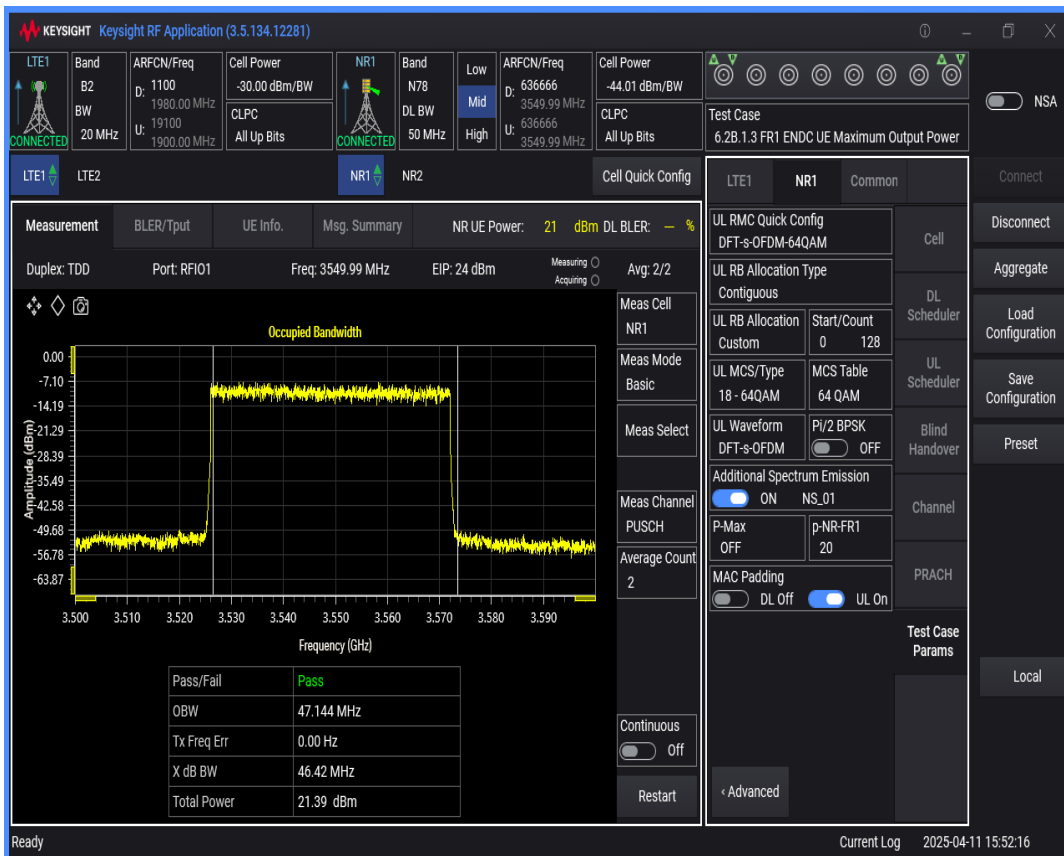 KEYSIGHT Keysight RF Application (3.5.134.12281)
LTE1
CONNECTED
Band
B2
BW
20 MHz
ARFCN/Freq
D: 1100
1980.00 MHz
U: 19100
1900.00 MHz
Cell Power
-30.00 dBm/BW
CLPC
All Up Bits
NR1
CONNECTED
Band
N78
DL BW
50 MHz
Low
Mid
High
ARFCN/Freq
D: 636666
3549.99 MHz
U: 636666
3549.99 MHz
Cell Power
-44.01 dBm/BW
CLPC
All Up Bits
Test Case
6.2B.1.3 FR1 ENDC UE Maximum Output Power
NSA
LTE1 LTE2 NR1 NR2 Cell Quick Config
Measurement BLER/Tput UE Info. Msg. Summary NR UE Power: 21 dBm DL BLER: — %
Duplex: TDD Port: RFIO1 Freq: 3549.99 MHz EIP: 24 dBm Measuring Avg: 2/2
Acquiring
Occupied Bandwidth
Amplitude (dBm)
0.00
-7.10
-14.19
-21.29
-28.39
-35.49
-42.58
-49.68
-56.78
-63.87
3.500 3.510 3.520 3.530 3.540 3.550 3.560 3.570 3.580 3.590
Frequency (GHz)
Pass/Fail Pass
OBW 47.144 MHz
Tx Freq Err 0.00 Hz
X dB BW 46.42 MHz
Total Power 21.39 dBm
Meas Cell
NR1
Meas Mode
Basic
Meas Select
Meas Channel
PUSCH
Average Count
2
Continuous
Off
Restart
LTE1 NR1 Common
UL RMC Quick Config
DFT-s-OFDM-64QAM
UL RB Allocation Type
Contiguous
UL RB Allocation
Custom
Start/Count
0 128
UL MCS/Type
18 - 64QAM
MCS Table
64 QAM
UL Waveform
DFT-s-OFDM
Pi/2 BPSK
OFF
Additional Spectrum Emission
ON NS_01
P-Max
OFF
p-NR-FR1
20
MAC Padding
DL Off UL On
‹ Advanced
Cell
DL
Scheduler
UL
Scheduler
Blind
Handover
Channel
PRACH
Test Case
Params
Connect
Disconnect
Aggregate
Load
Configuration
Save
Configuration
Preset
Local
Ready Current Log 2025-04-11 15:52:16